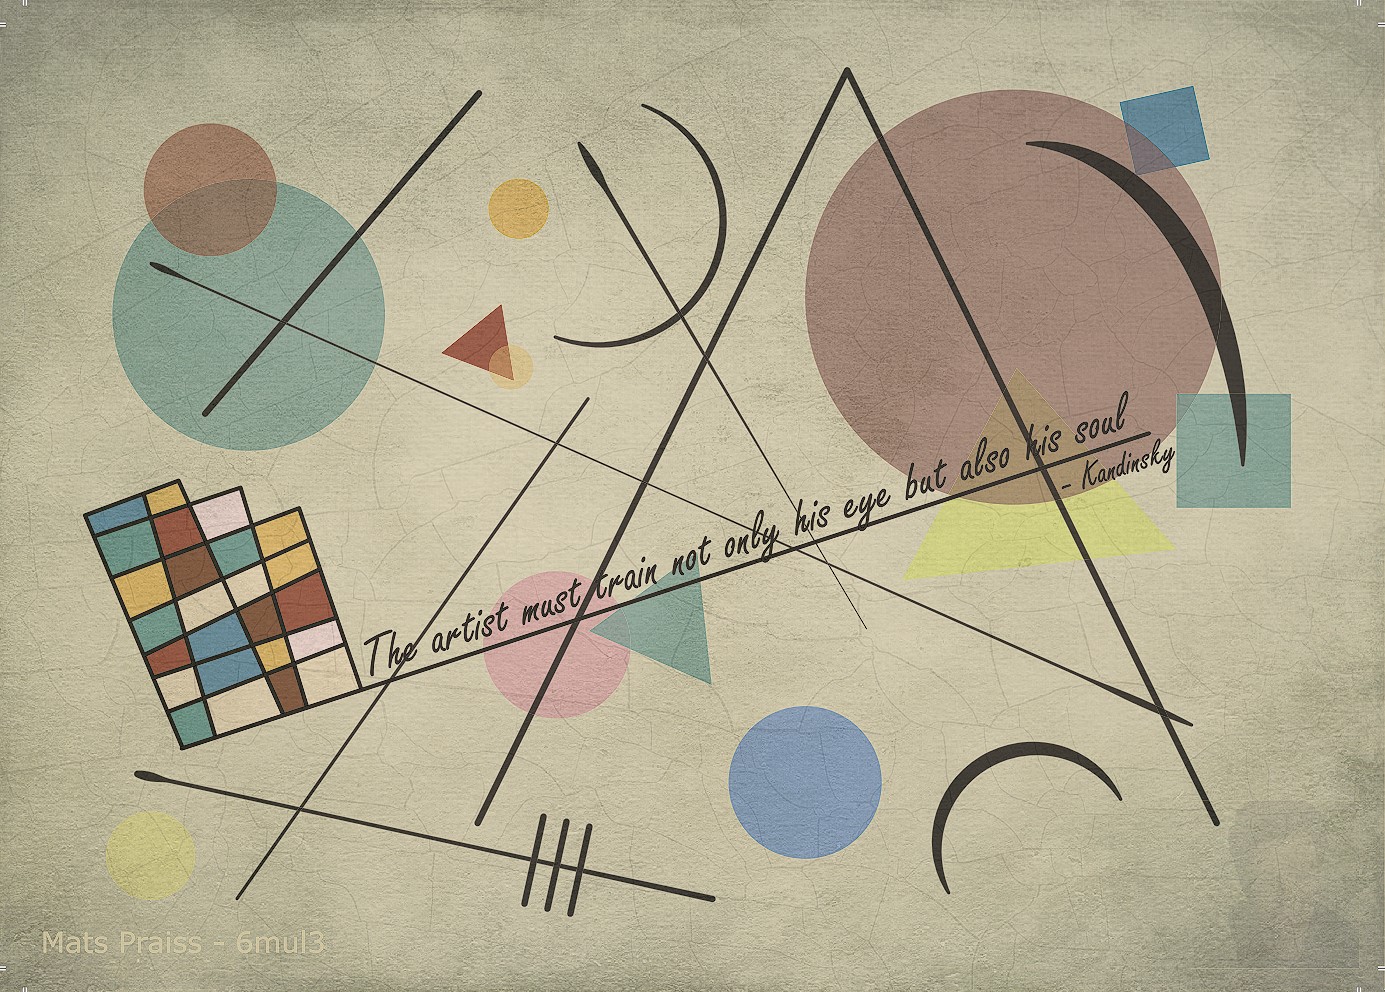 The artist must train not only his eye but also his soul
- Kandinsky
Mats Praiss - 6mul3